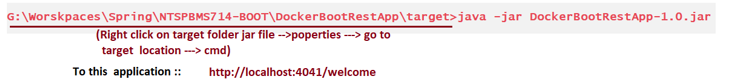 G:\Worskpaces\Spring\NTSPBMS714-BOOT\DockerBootRestApp\target>java -jar DockerBootRestApp-1.0.jar
(Right click on target folder jar file -->poperties ---> go to
target location ---> cmd)
To this application :: http://localhost:4041/welcome